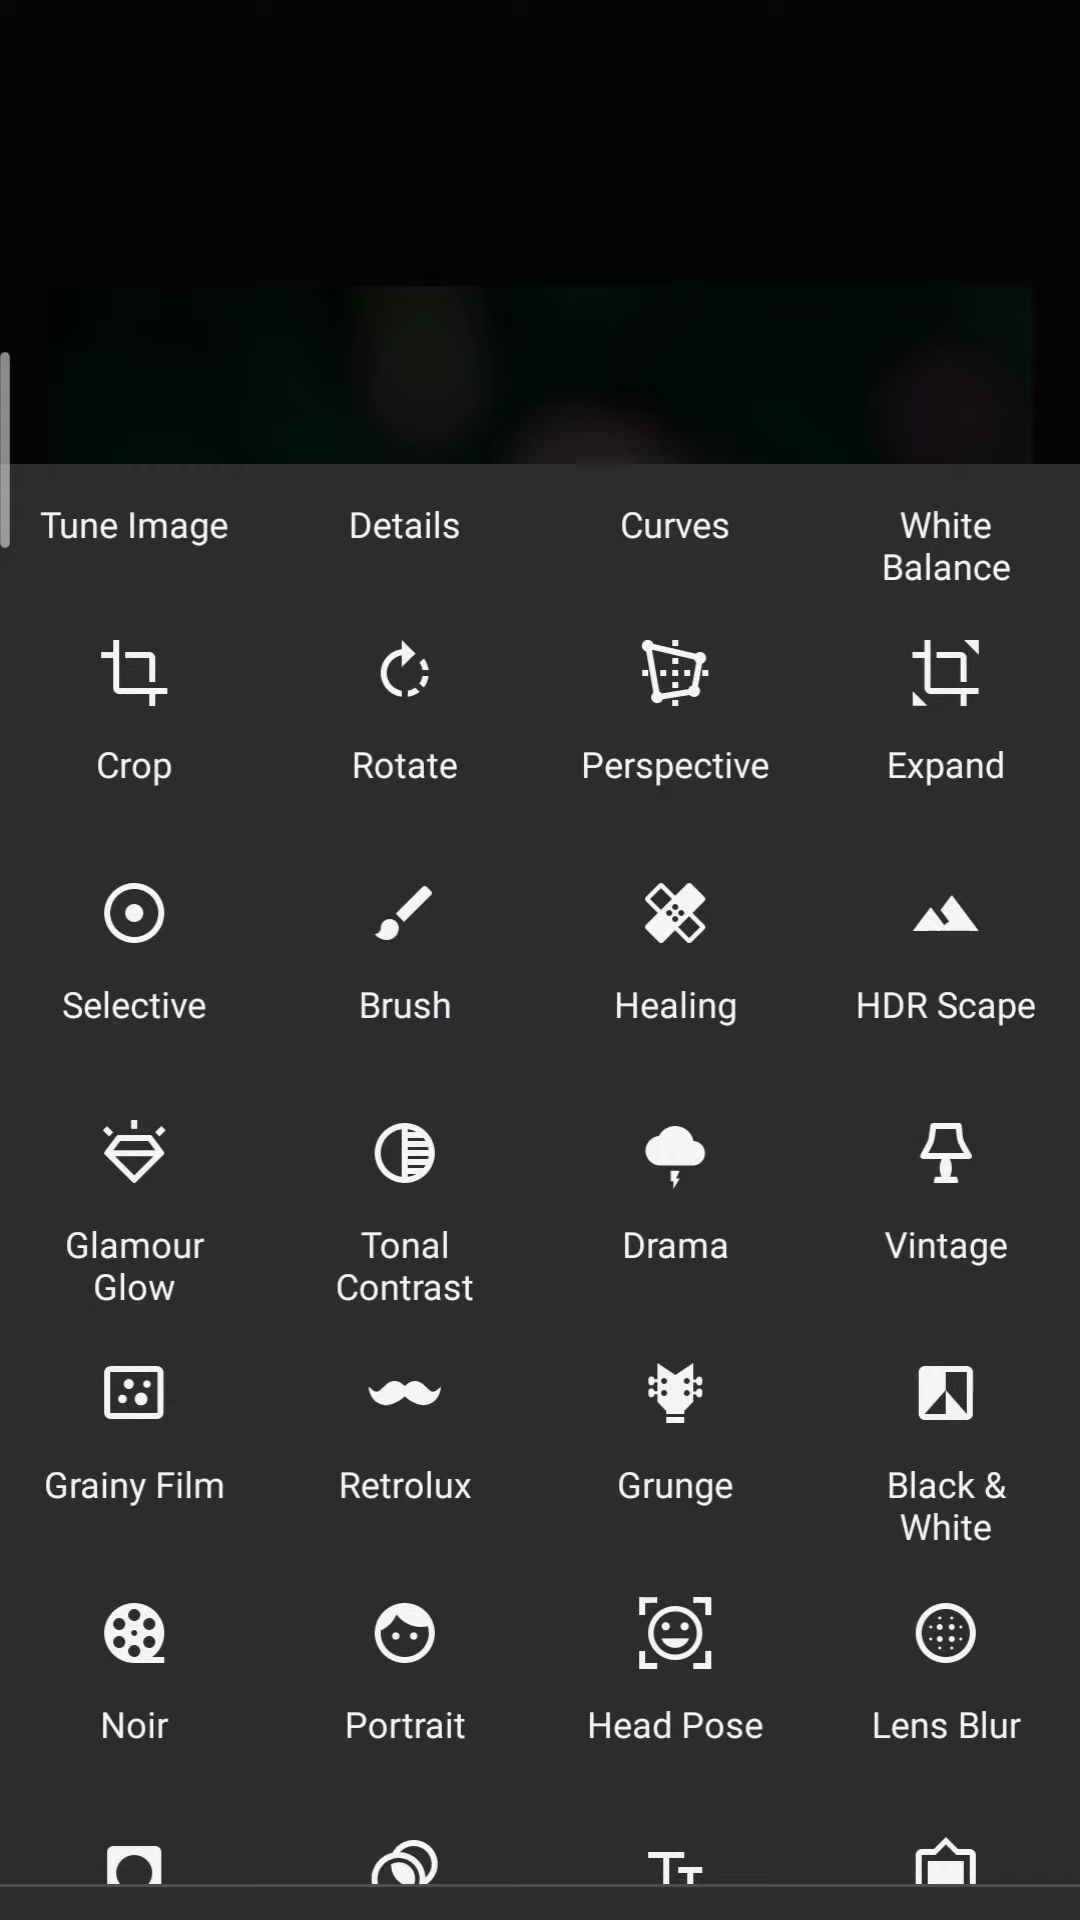 Tune Image
Details
Curves
White
Balance
Crop
Rotate
Perspective
Expand
Selective
Brush
Healing
HDR Scape
Glamour
Glow
Tonal
Contrast
Drama
Vintage
Grainy Film
Retrolux
Grunge
Black &
White
Noir
Portrait
Head Pose
Lens Blur